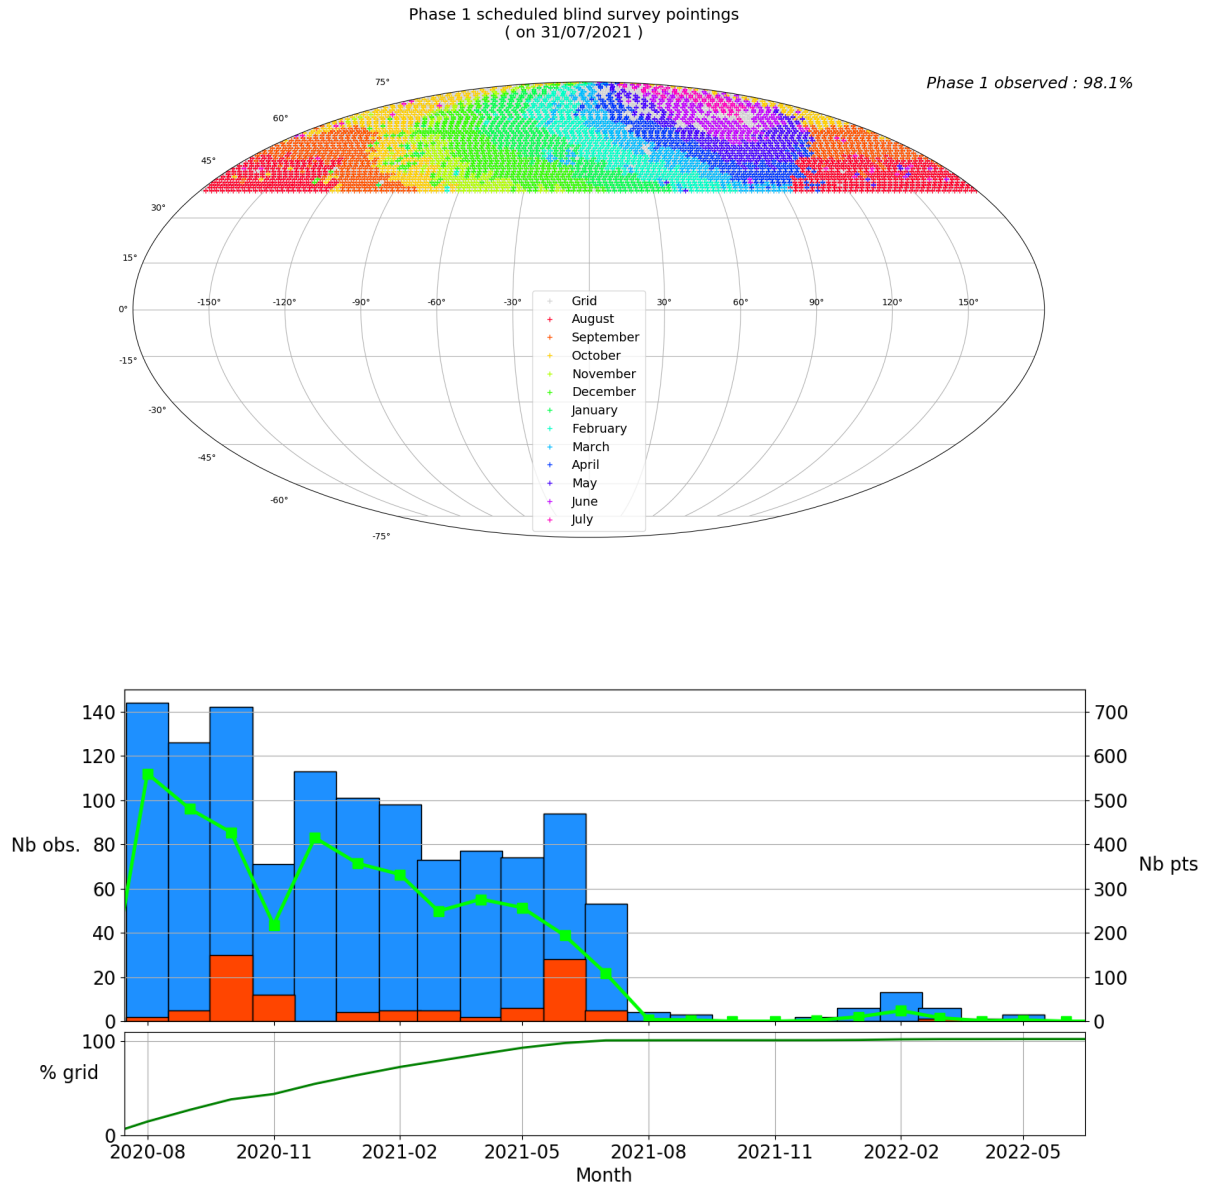 Phase 1 scheduled blind survey pointings
( on 31/07/2021 )
Phase 1 observed : 98.1%
75°
60°
45°
30°
15°
0°
-15°
-30°
-45°
-60°
-75°
-150° -120° -90° -60° -30° 30° 60° 90° 120° 150°
Grid
August
September
October
November
December
January
February
March
April
May
June
July
140 700
120 600
100 500
80 400
Nb obs.
Nb pts
60 300
40 200
20 100
0 0
100
% grid
0
2020-08 2020-11 2021-02 2021-05 2021-08 2021-11 2022-02 2022-05
Month